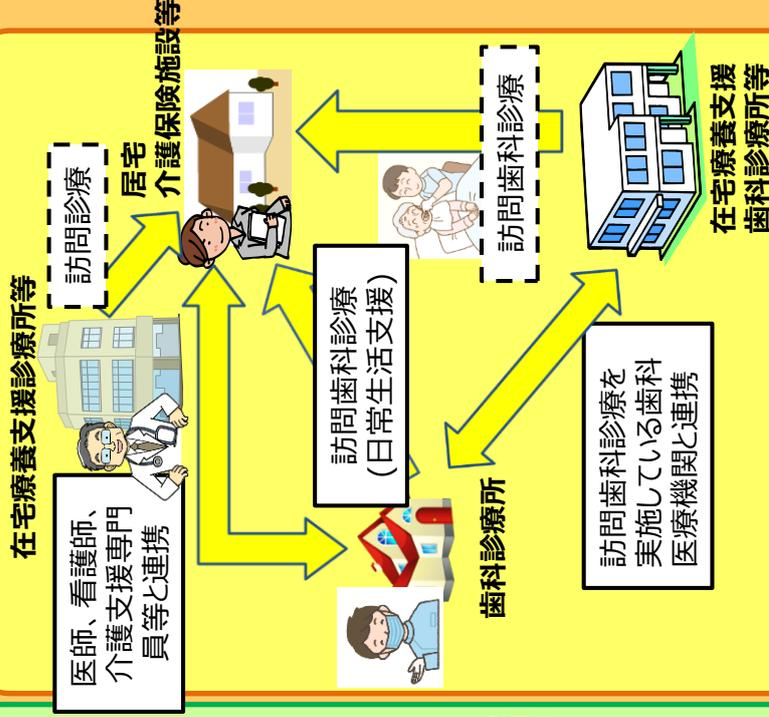 在宅療養支援診療所等
医師、看護師、
介護支援専門
員等と連携
訪問診療
居宅
介護保険施設等
訪問歯科診療
(日常生活支援)
訪問歯科診療
歯科診療所
訪問歯科診療を
実施している歯科
医療機関と連携
在宅療養支援
歯科診療所等